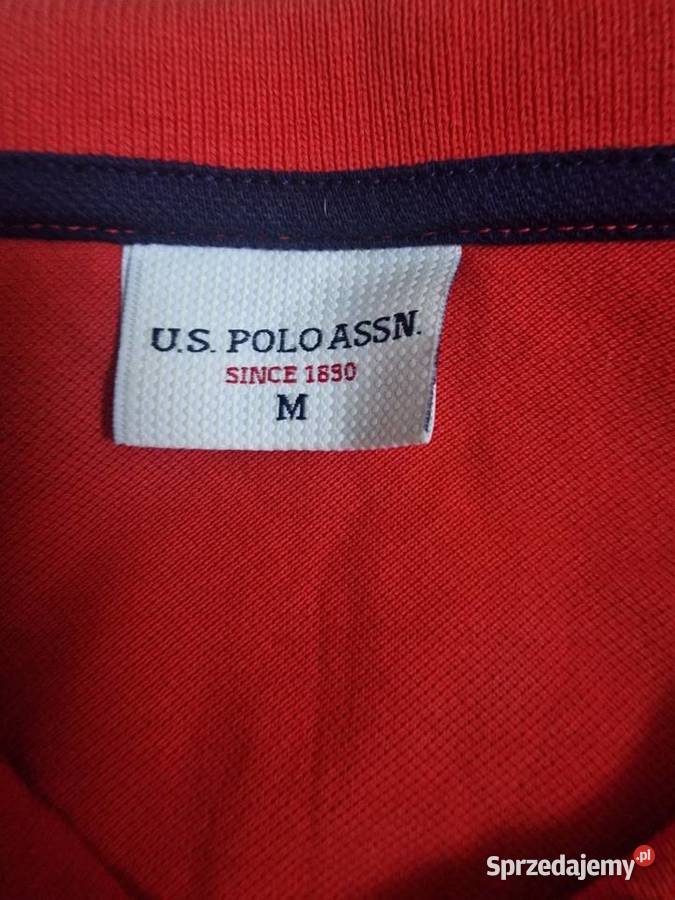 U.S. POLO ASSN.
SINCE 1890
M
Sprzedajemy.pl